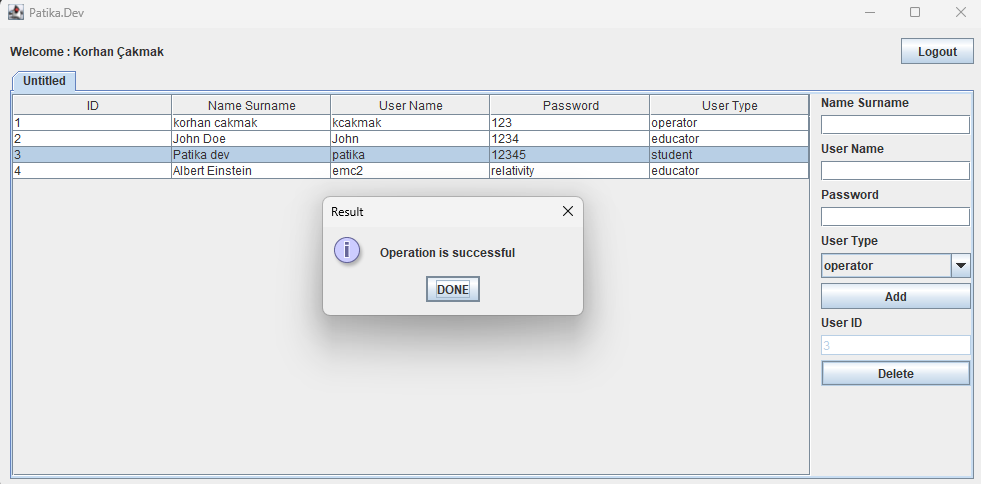 Patika.Dev
Welcome : Korhan Çakmak
Logout
Untitled
ID Name Surname User Name Password User Type
1 korhan cakmak kcakmak 123 operator
2 John Doe John 1234 educator
3 Patika dev patika 12345 student
4 Albert Einstein emc2 relativity educator
Result
Operation is successful
DONE
Name Surname
User Name
Password
User Type
operator
Add
User ID
3
Delete